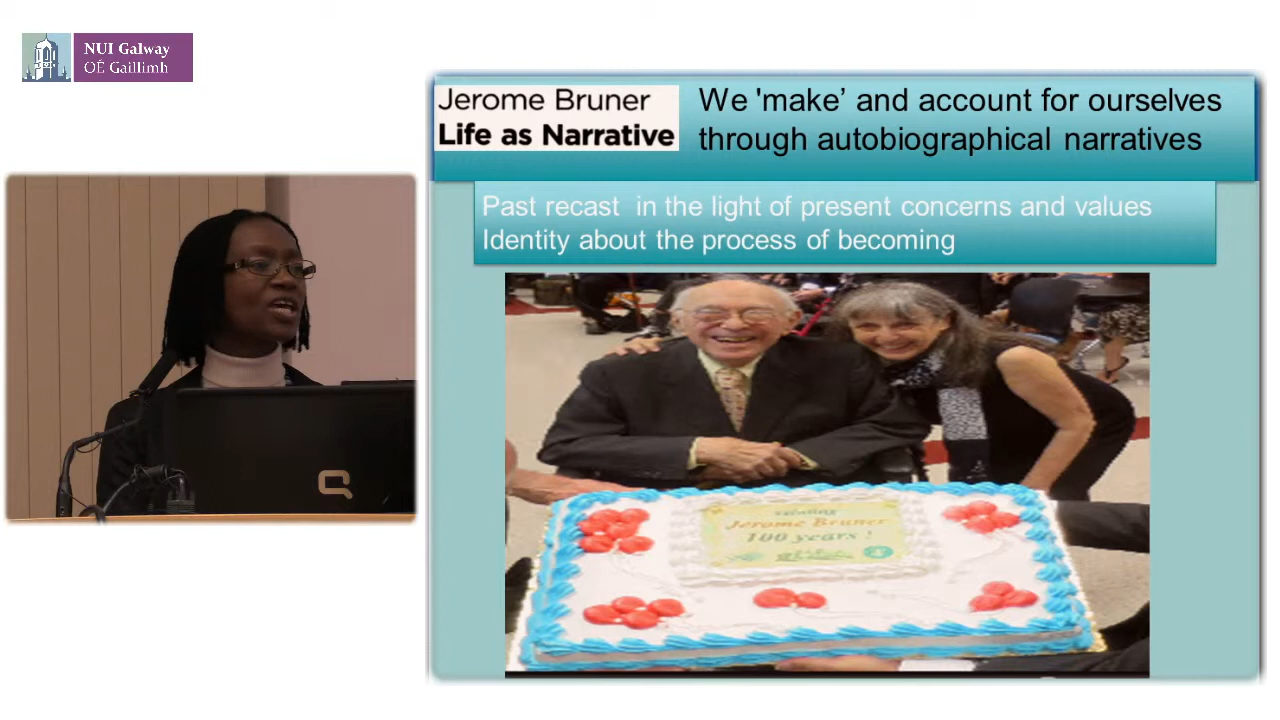 NUI Galway
OÉ Gaillimh
Jerome Bruner
Life as Narrative
We 'make’ and account for ourselves
through autobiographical narratives
Past recast  in the light of present concerns and values
Identity about the process of becoming
Jerome Bruner
100 years !